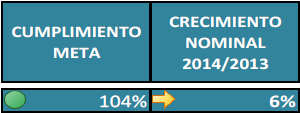 CUMPLIMIENTO
META
CRECIMIENTO
NOMINAL
2014/2013
104%
6%